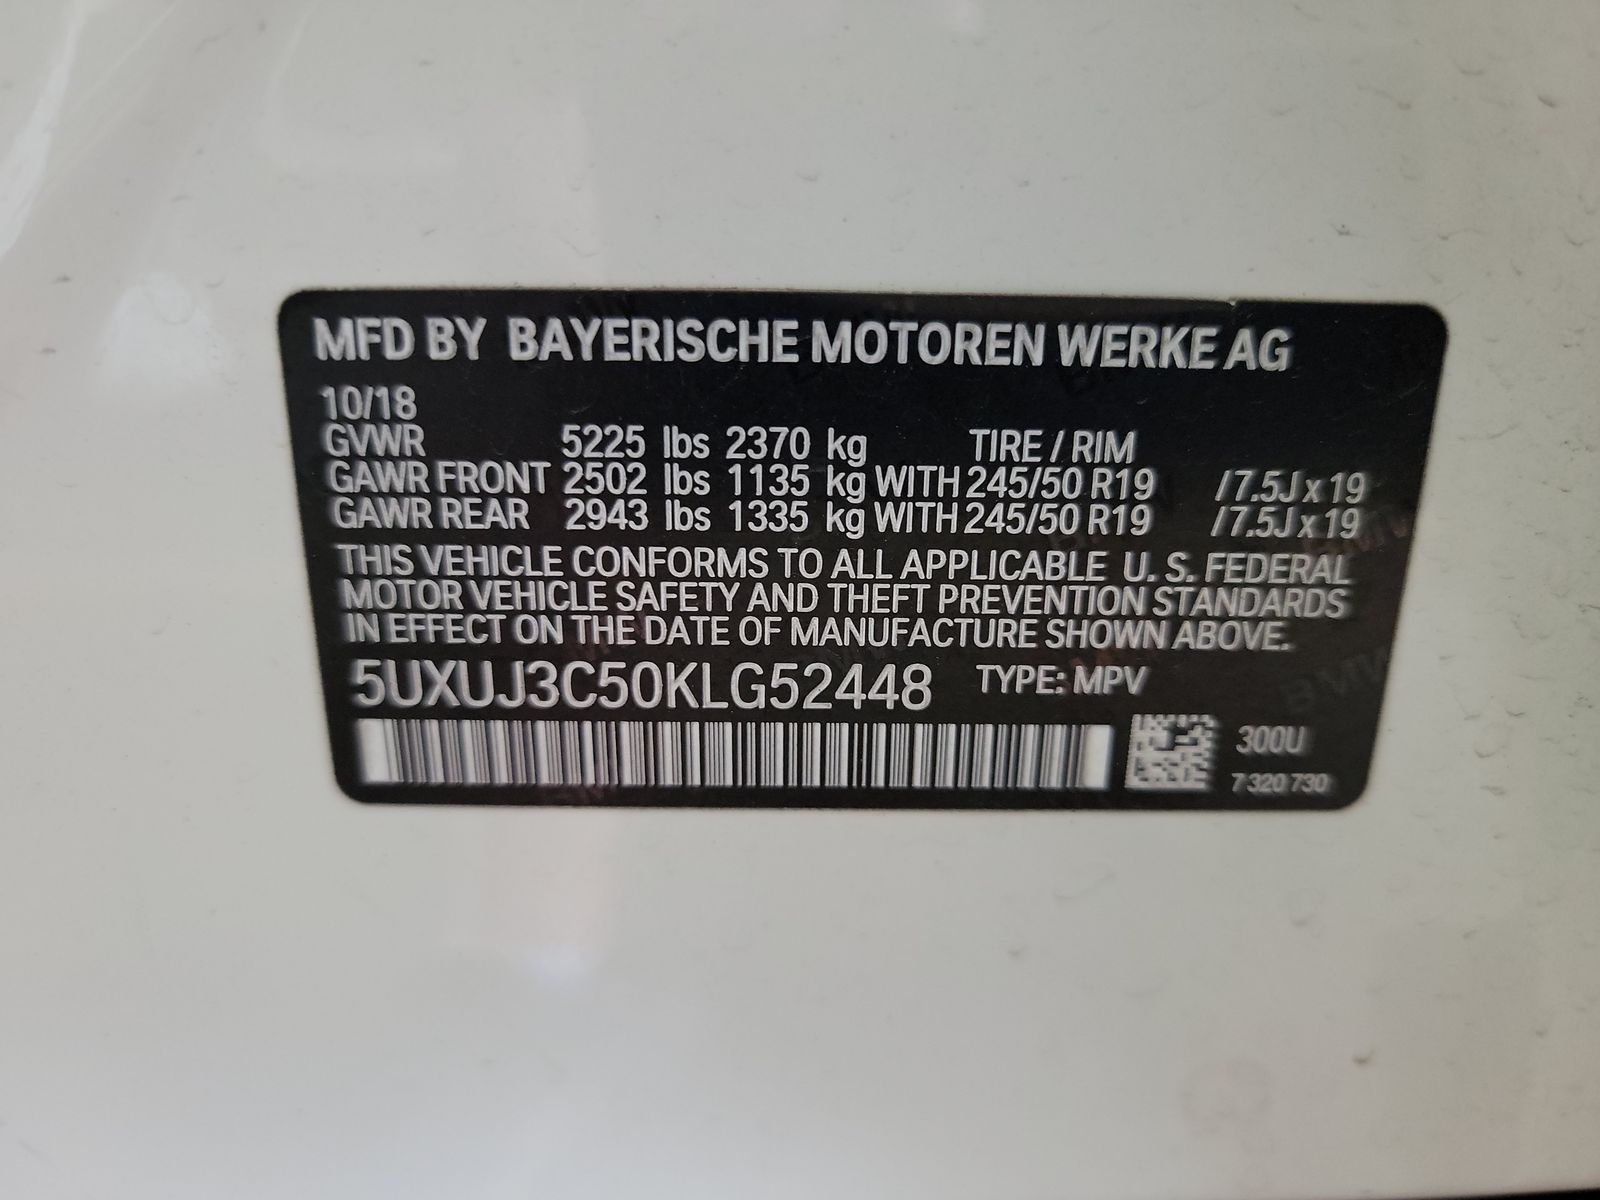 MFD BY BAYERISCHE MOTOREN WERKE AG
10/18
GVWR 5225 lbs 2370 kg TIRE / RIM
GAWR FRONT 2502 lbs 1135 kg WITH 245/50 R19 / 7.5J x 19
GAWR REAR 2943 lbs 1335 kg WITH 245/50 R19 / 7.5J x 19
THIS VEHICLE CONFORMS TO ALL APPLICABLE U. S. FEDERAL
MOTOR VEHICLE SAFETY AND THEFT PREVENTION STANDARDS
IN EFFECT ON THE DATE OF MANUFACTURE SHOWN ABOVE.
5UXUJ3C50KLG52448 TYPE: MPV
300U
7 320 730